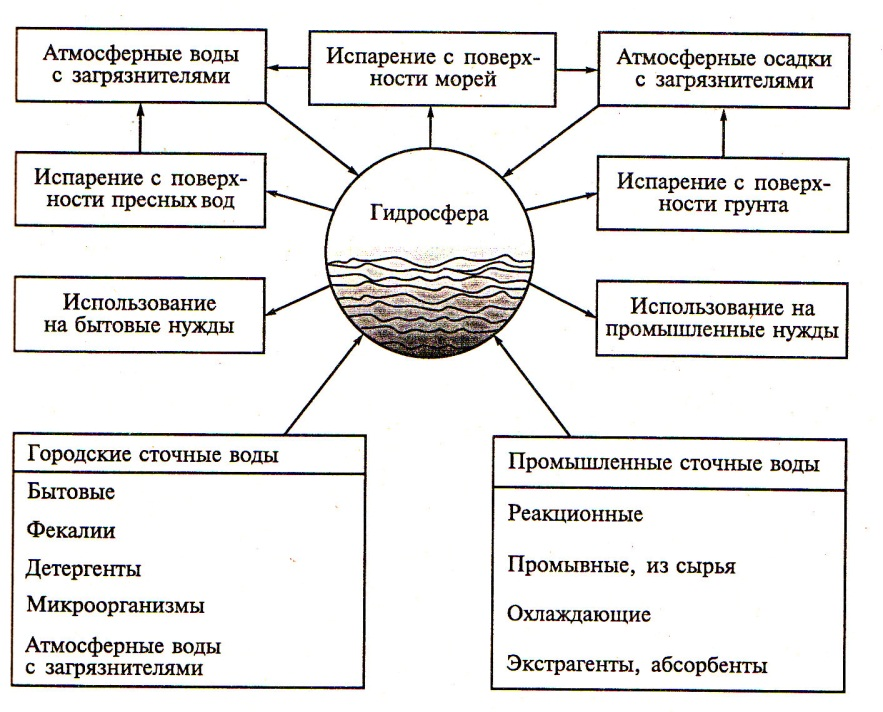 Атмосферные воды
с загрязнителями
Испарение с поверх-
ности морей
Атмосферные осадки
с загрязнителями
Испарение с поверх-
ности пресных вод
Гидросфера
Испарение с поверх-
ности грунта
Использование
на бытовые нужды
Использование на
промышленные нужды
Городские сточные воды
Бытовые
Фекалии
Детергенты
Микроорганизмы
Атмосферные воды
с загрязнителями
Промышленные сточные воды
Реакционные
Промывные, из сырья
Охлаждающие
Экстрагенты, абсорбенты